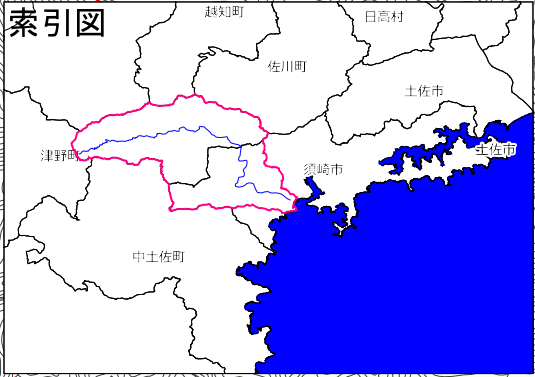 索引図
越知町
日高村
佐川町
土佐市
津野町
須崎市
土佐市
中土佐町